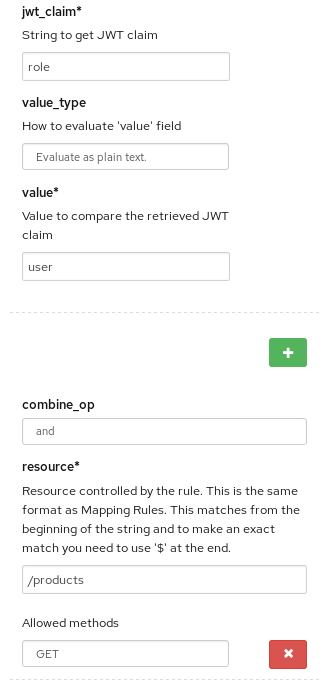 jwt_claim*
String to get JWT claim
role
value_type
How to evaluate 'value' field
Evaluate as plain text.
value*
Value to compare the retrieved JWT
claim
user
combine_op
and
resource*
Resource controlled by the rule. This is the same
format as Mapping Rules. This matches from the
beginning of the string and to make an exact
match you need to use '$' at the end.
/products
Allowed methods
GET